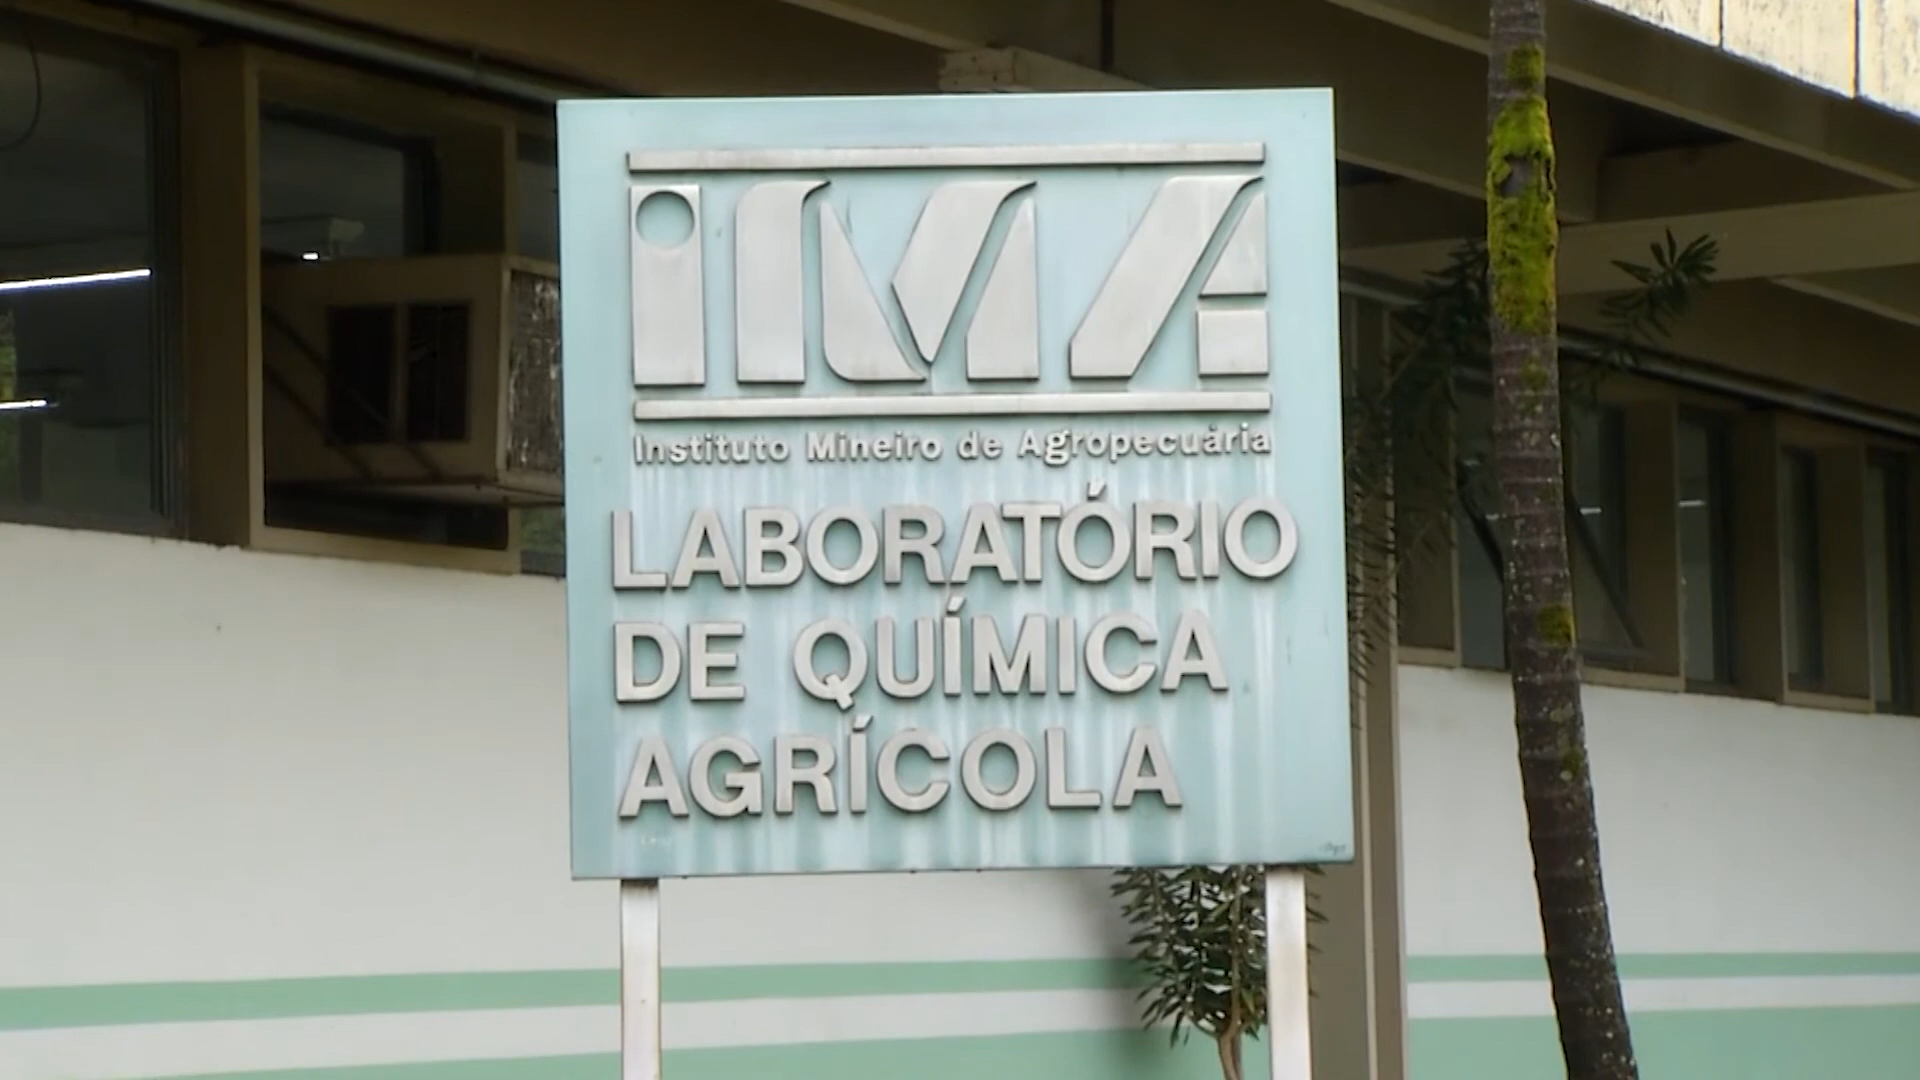 iMA
Instituto Mineiro de Agropecuária
LABORATÓRIO
DE QUÍMICA
AGRÍCOLA